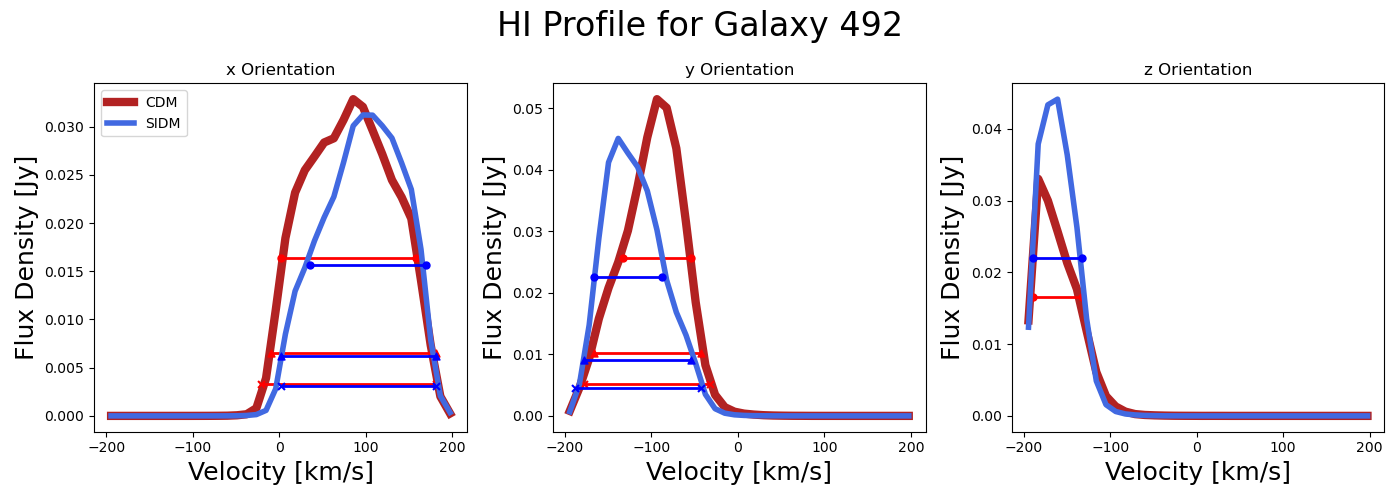 HI Profile for Galaxy 492
x Orientation
CDM
SIDM
0.030
0.025
0.020
0.015
0.010
0.005
0.000
Flux Density [Jy]
−200 −100 0 100 200
Velocity [km/s]
y Orientation
0.05
0.04
0.03
0.02
0.01
0.00
Flux Density [Jy]
−200 −100 0 100 200
Velocity [km/s]
z Orientation
0.04
0.03
0.02
0.01
0.00
Flux Density [Jy]
−200 −100 0 100 200
Velocity [km/s]